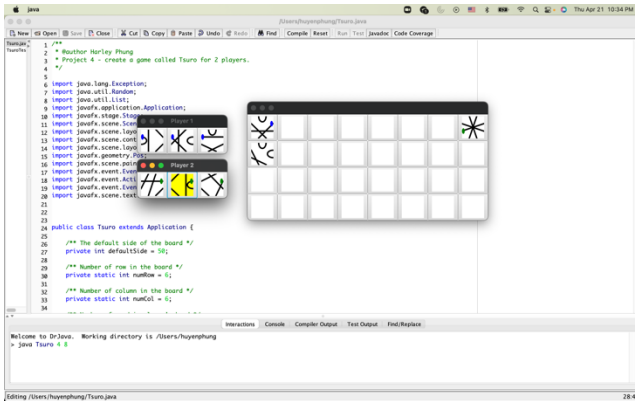 java
Thu Apr 21 10:34 PM
/Users/huyenphung/Tsuro.java
New Open Save Close Cut Copy Paste Undo Redo Find Compile Reset Run Test Javadoc Code Coverage
Tsuro.jav
TsuroTes
1 /**
2 * @author Harley Phung
3 * Project 4 - create a game called Tsuro for 2 players.
4 */
5
6 import java.lang.Exception;
7 import java.util.Random;
8 import java.util.List;
9 import javafx.application.Application;
10 import javafx.stage.Stag
11 import javafx.scene.Scen
12 import javafx.scene.layo
13 import javafx.scene.cont
14 import javafx.scene.layo
15 import javafx.geometry.Pos;
16 import javafx.scene.pain
17 import javafx.event.Even
18 import javafx.event.Acti
19 import javafx.event.Even
20 import javafx.scene.text
21
22
23
24 public class Tsuro extends Application {
25
26 /** The default side of the board */
27 private int defaultSide = 50;
28
29 /** Number of row in the board */
30 private static int numRow = 6;
31
32 /** Number of column in the board */
33 private static int numCol = 6;
34
Player 1
Player 2
Interactions Console Compiler Output Test Output Find/Replace
Welcome to DrJava. Working directory is /Users/huyenphung
> java Tsuro 4 8
Editing /Users/huyenphung/Tsuro.java
28:4